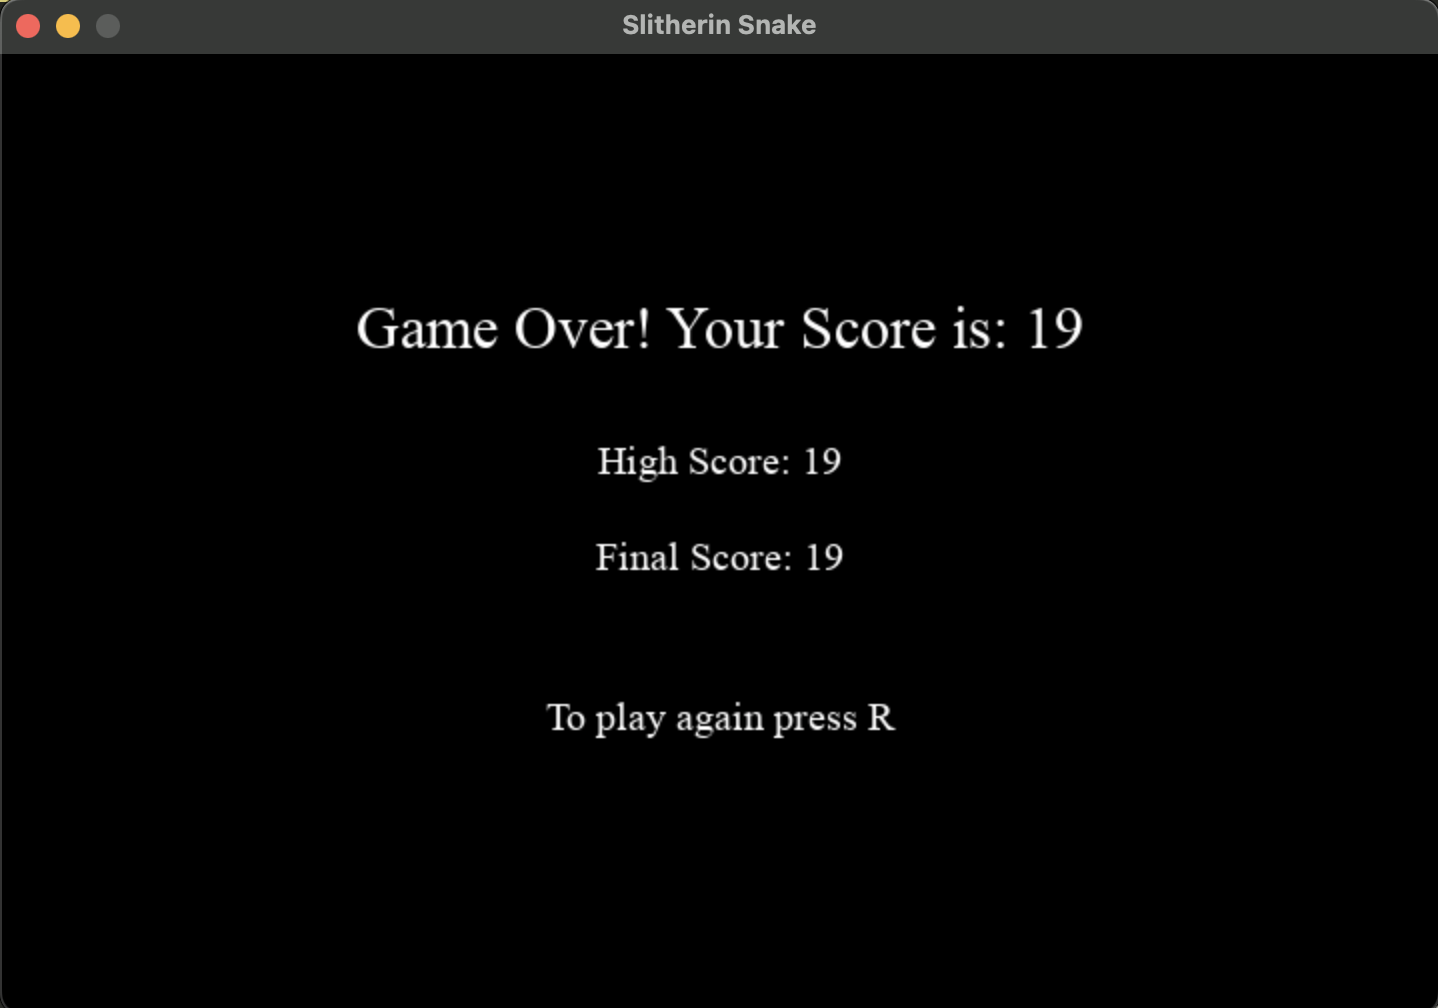 Slitherin Snake
Game Over! Your Score is: 19
High Score: 19
Final Score: 19
To play again press R